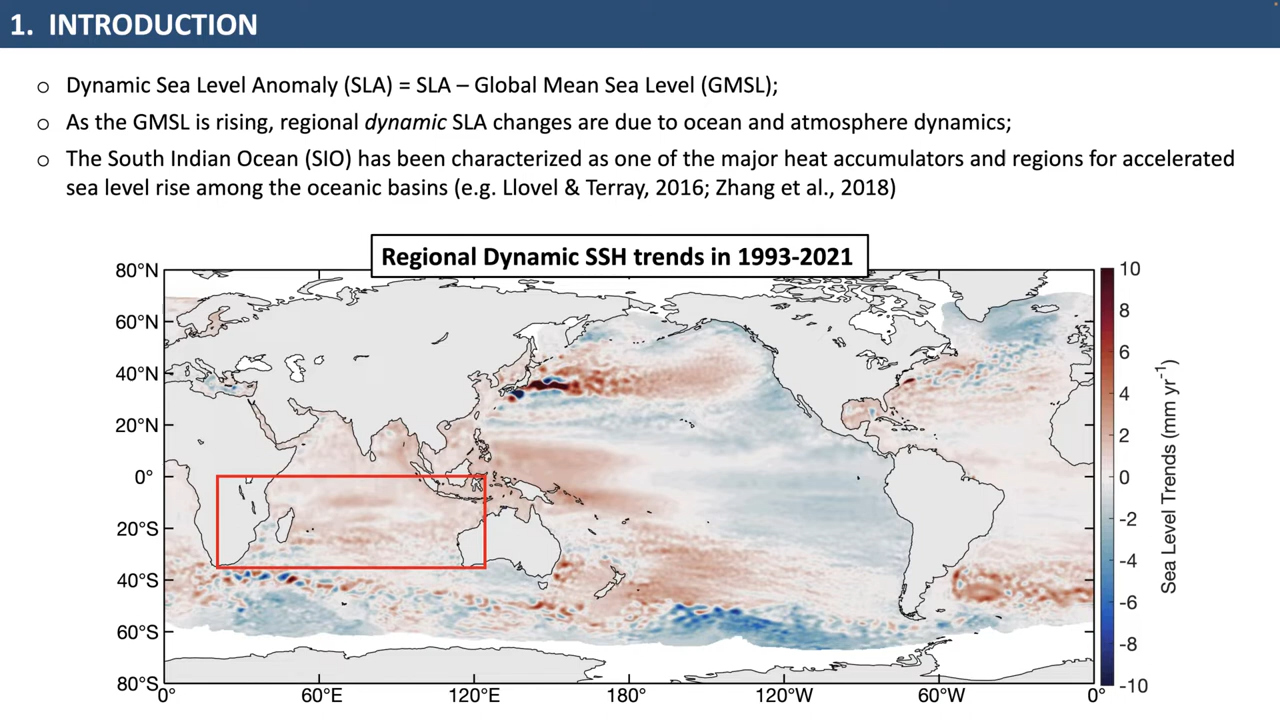 1. INTRODUCTION
○ Dynamic Sea Level Anomaly (SLA) = SLA – Global Mean Sea Level (GMSL);
○ As the GMSL is rising, regional dynamic SLA changes are due to ocean and atmosphere dynamics;
○ The South Indian Ocean (SIO) has been characterized as one of the major heat accumulators and regions for accelerated
sea level rise among the oceanic basins (e.g. Llovel & Terray, 2016; Zhang et al., 2018)
Regional Dynamic SSH trends in 1993-2021
80°N
60°N
40°N
20°N
0°
20°S
40°S
60°S
80°S
0°
60°E
120°E
180°
120°W
60°W
0°
10
8
6
4
2
0
-2
-4
-6
-8
-10
Sea Level Trends (mm yr-1)